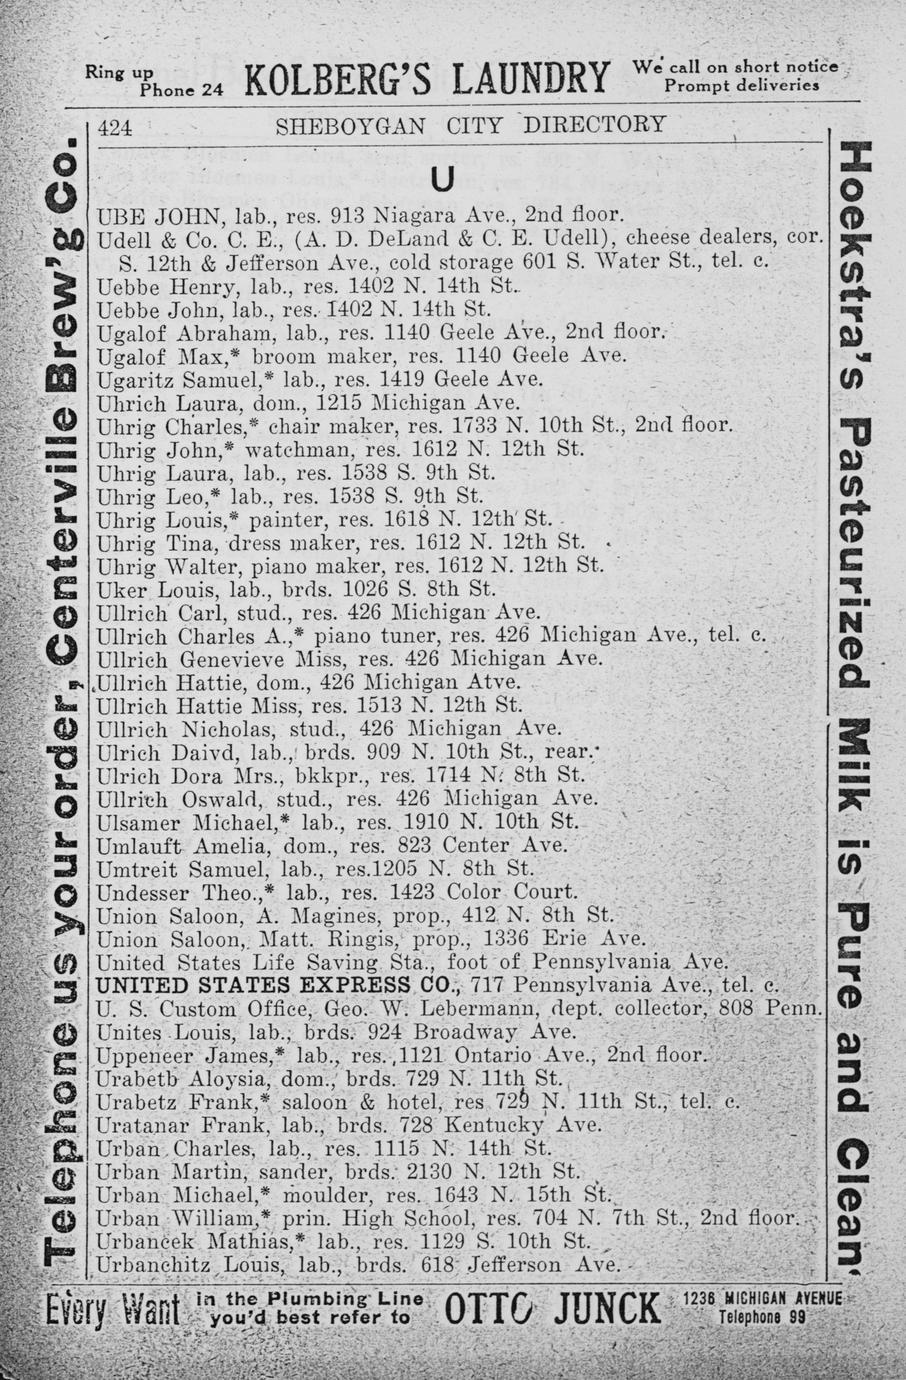 Ring up
Phone 24
KOLBERG'S LAUNDRY
We call on short notice
Prompt deliveries
424 SHEBOYGAN CITY DIRECTORY
U
UBE JOHN, lab., res. 913 Niagara Ave., 2nd floor.
Udell & Co. C. E., (A. D. DeLand & C. E. Udell), cheese dealers, cor.
S. 12th & Jefferson Ave., cold storage 601 S. Water St., tel. c.
Uebbe Henry, lab., res. 1402 N. 14th St.
Uebbe John, lab., res. 1402 N. 14th St.
Ugalof Abraham, lab., res. 1140 Geele Ave., 2nd floor.
Ugalof Max,* broom maker, res. 1140 Geele Ave.
Ugaritz Samuel,* lab., res. 1419 Geele Ave.
Uhrich Laura, dom., 1215 Michigan Ave.
Uhrig Charles,* chair maker, res. 1733 N. 10th St., 2nd floor.
Uhrig John,* watchman, res. 1612 N. 12th St.
Uhrig Laura, lab., res. 1538 S. 9th St.
Uhrig Leo,* lab., res. 1538 S. 9th St.
Uhrig Louis,* painter, res. 1618 N. 12th St.
Uhrig Tina, dress maker, res. 1612 N. 12th St.
Uhrig Walter, piano maker, res. 1612 N. 12th St.
Uker Louis, lab., brds. 1026 S. 8th St.
Ullrich Carl, stud., res. 426 Michigan Ave.
Ullrich Charles A.,* piano tuner, res. 426 Michigan Ave., tel. c.
Ullrich Genevieve Miss, res. 426 Michigan Ave.
Ullrich Hattie, dom., 426 Michigan Atve.
Ullrich Hattie Miss, res. 1513 N. 12th St.
Ullrich Nicholas, stud., 426 Michigan Ave.
Ulrich Daivd, lab., brds. 909 N. 10th St., rear.
Ulrich Dora Mrs., bkkpr., res. 1714 N. 8th St.
Ullrich Oswald, stud., res. 426 Michigan Ave.
Ulsamer Michael,* lab., res. 1910 N. 10th St.
Umlauft Amelia, dom., res. 823 Center Ave.
Umtreit Samuel, lab., res.1205 N. 8th St.
Undesser Theo.,* lab., res. 1423 Color Court.
Union Saloon, A. Magines, prop., 412 N. 8th St.
Union Saloon, Matt. Ringis, prop., 1336 Erie Ave.
United States Life Saving Sta., foot of Pennsylvania Ave.
UNITED STATES EXPRESS CO., 717 Pennsylvania Ave., tel. c.
U. S. Custom Office, Geo. W. Lebermann, dept. collector, 808 Penn.
Unites Louis, lab., brds. 924 Broadway Ave.
Uppeneer James,* lab., res. 1121 Ontario Ave., 2nd floor.
Urabetb Aloysia, dom., brds. 729 N. 11th St.
Urabetz Frank,* saloon & hotel, res 729 N. 11th St., tel. c.
Uratanar Frank, lab., brds. 728 Kentucky Ave.
Urban Charles, lab., res. 1115 N. 14th St.
Urban Martin, sander, brds. 2130 N. 12th St.
Urban Michael,* moulder, res. 1643 N. 15th St.
Urban William,* prin. High School, res. 704 N. 7th St., 2nd floor.
Urbancek Mathias,* lab., res. 1129 S. 10th St.
Urbanchitz Louis, lab., brds. 618 Jefferson Ave.
Telephone us your order, Centerville Brew'g Co.
Hoekstra's Pasteurized Milk is Pure and Clean
Every Want
in the Plumbing Line
you'd best refer to
OTTO JUNCK
1236 MICHIGAN AVENUE
Telephone 99